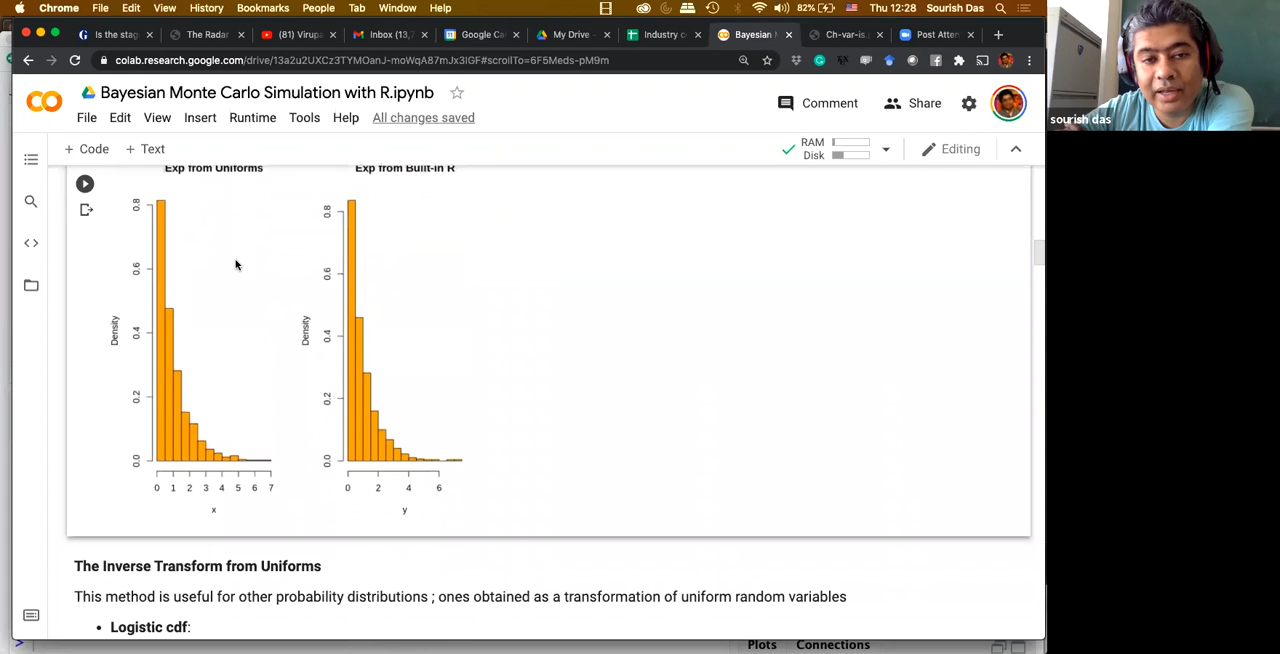 Chrome File Edit View History Bookmarks People Tab Window Help 82% Thu 12:28 Sourish Das
Is the stag The Radar (81) Virupa Inbox (13,7 Google Ca My Drive - Industry c Bayesian M Ch-var-is. Post Atten
colab.research.google.com/drive/13a2u2UXCz3TYMOanJ-moWqA87mJx3IGF#scrollTo=6F5Meds-pM9m
CO Bayesian Monte Carlo Simulation with R.ipynb
Comment Share
File Edit View Insert Runtime Tools Help All changes saved
sourish das
+ Code + Text RAM Disk Editing
Exp from Uniforms Exp from Built-in R
Density 0.0 0.2 0.4 0.6 0.8
0 1 2 3 4 5 6 7
x
Density 0.0 0.2 0.4 0.6 0.8
0 2 4 6
y
The Inverse Transform from Uniforms
This method is useful for other probability distributions ; ones obtained as a transformation of uniform random variables
• Logistic cdf:
> Plots Connections